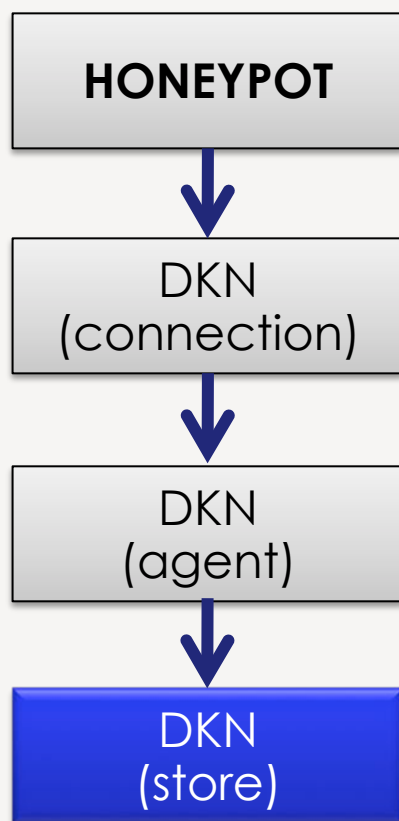 HONEYPOT
DKN
(connection)
DKN
(agent)
DKN
(store)